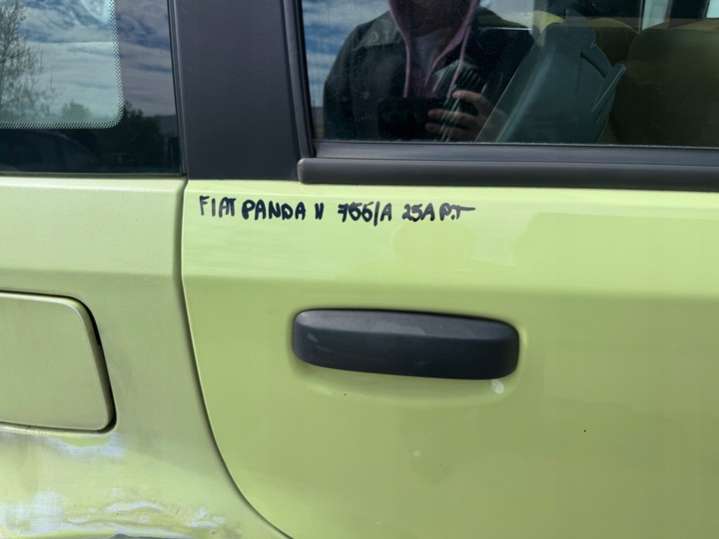 FIAT PANDA II 755/A 25A P.T